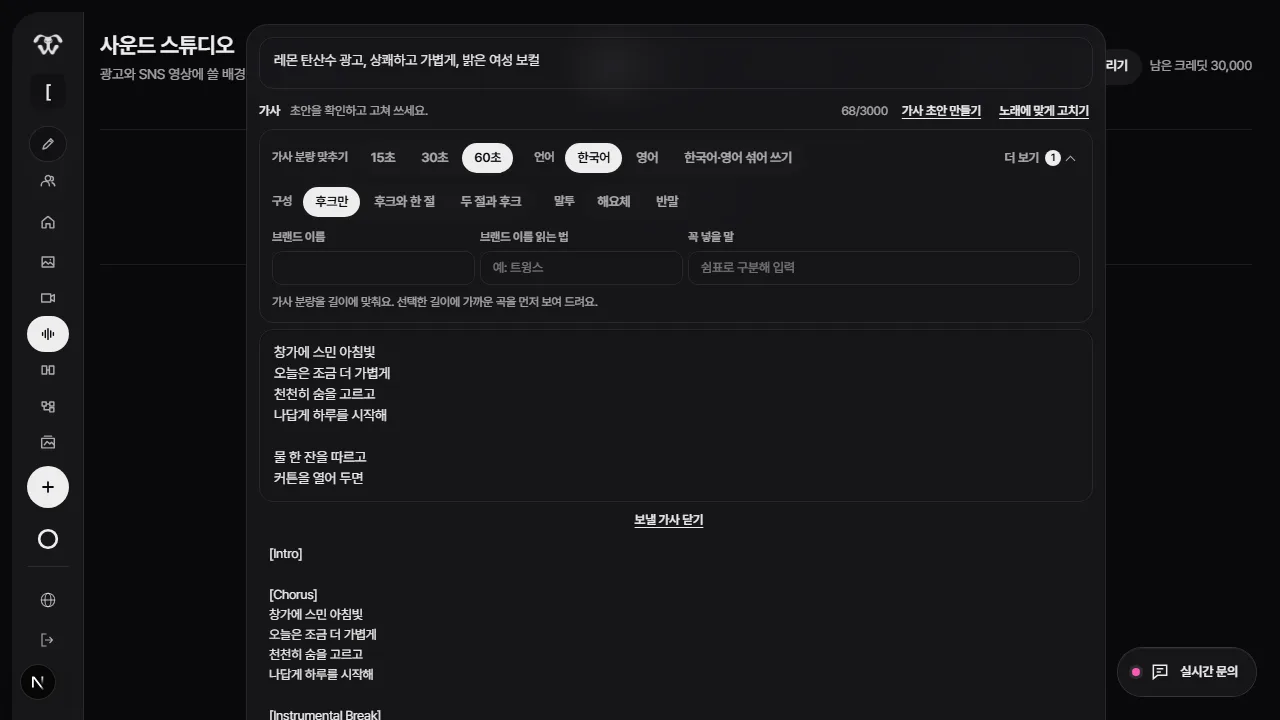 사운드 스튜디오
광고와 SNS 영상에 쓸 배경
리기
남은 크레딧 30,000
[
레몬 탄산수 광고, 상쾌하고 가볍게, 밝은 여성 보컬
가사 초안을 확인하고 고쳐 쓰세요. 68/3000 가사 초안 만들기 노래에 맞게 고치기
가사 분량 맞추기 15초 30초 60초 언어 한국어 영어 한국어·영어 섞어 쓰기 더 보기 1
구성 후크만 후크와 한 절 두 절과 후크 말투 해요체 반말
브랜드 이름 브랜드 이름 읽는 법 꼭 넣을 말
예: 트윙스 쉼표로 구분해 입력
가사 분량을 길이에 맞춰요. 선택한 길이에 가까운 곡을 먼저 보여 드려요.
창가에 스민 아침빛
오늘은 조금 더 가볍게
천천히 숨을 고르고
나답게 하루를 시작해
물 한 잔을 따르고
커튼을 열어 두면
보낼 가사 닫기
[Intro]
[Chorus]
창가에 스민 아침빛
오늘은 조금 더 가볍게
천천히 숨을 고르고
나답게 하루를 시작해
[Instrumental Break]
실시간 문의
N